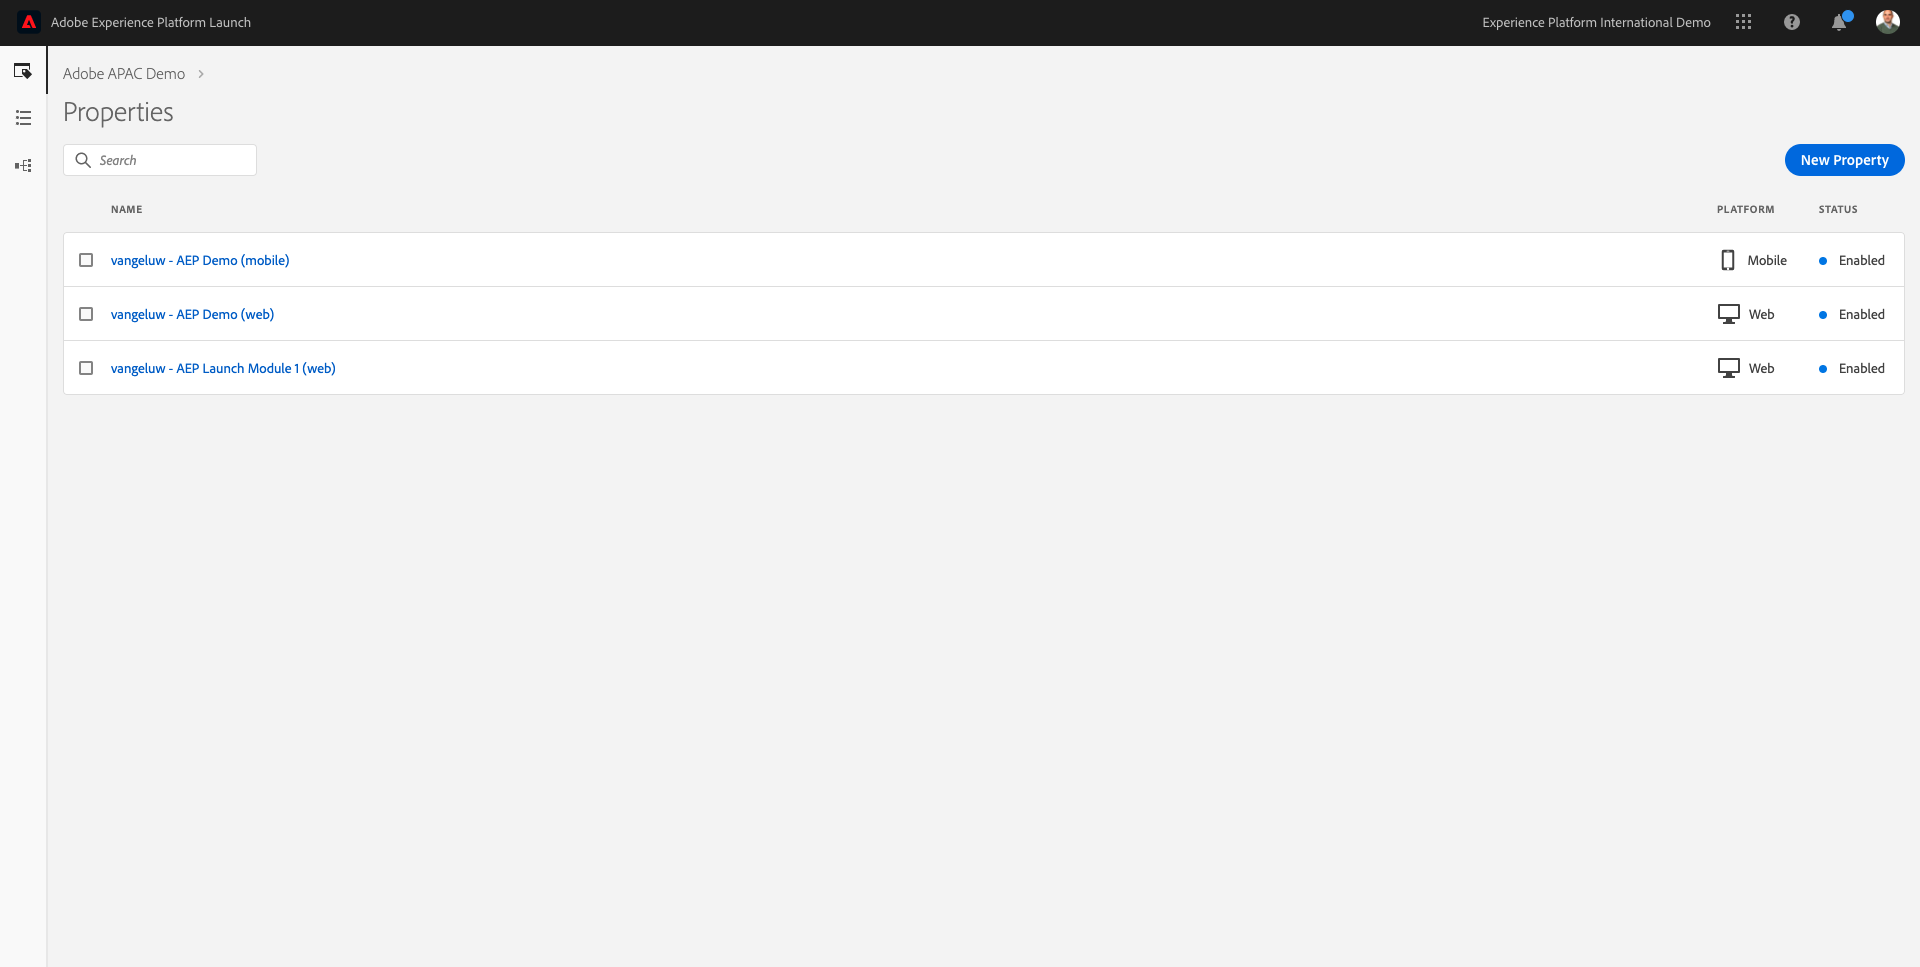 Adobe Experience Platform Launch
Experience Platform International Demo
Adobe APAC Demo
Properties
Search
New Property
NAME PLATFORM STATUS
vangeluw - AEP Demo (mobile) Mobile Enabled
vangeluw - AEP Demo (web) Web Enabled
vangeluw - AEP Launch Module 1 (web) Web Enabled